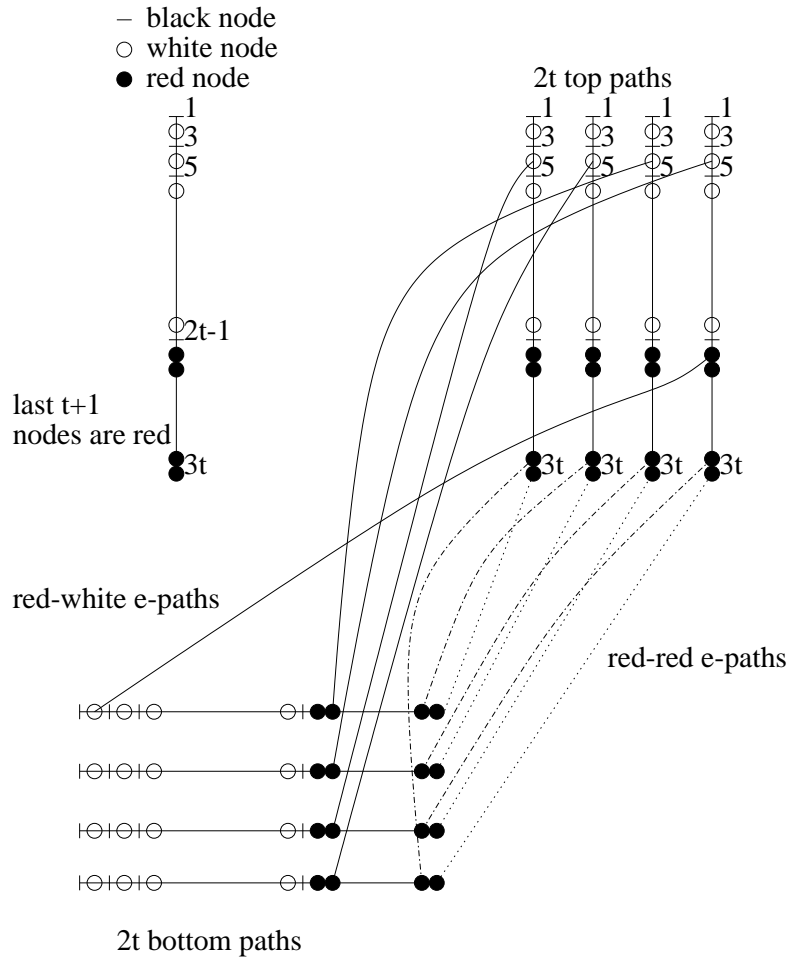 black node
white node
red node
2t top paths
1 1 1 1 1
3 3 3 3 3
5 5 5 5 5
2t-1
last t+1
nodes are red
3t 3t 3t 3t 3t
red-white e-paths
red-red e-paths
2t bottom paths